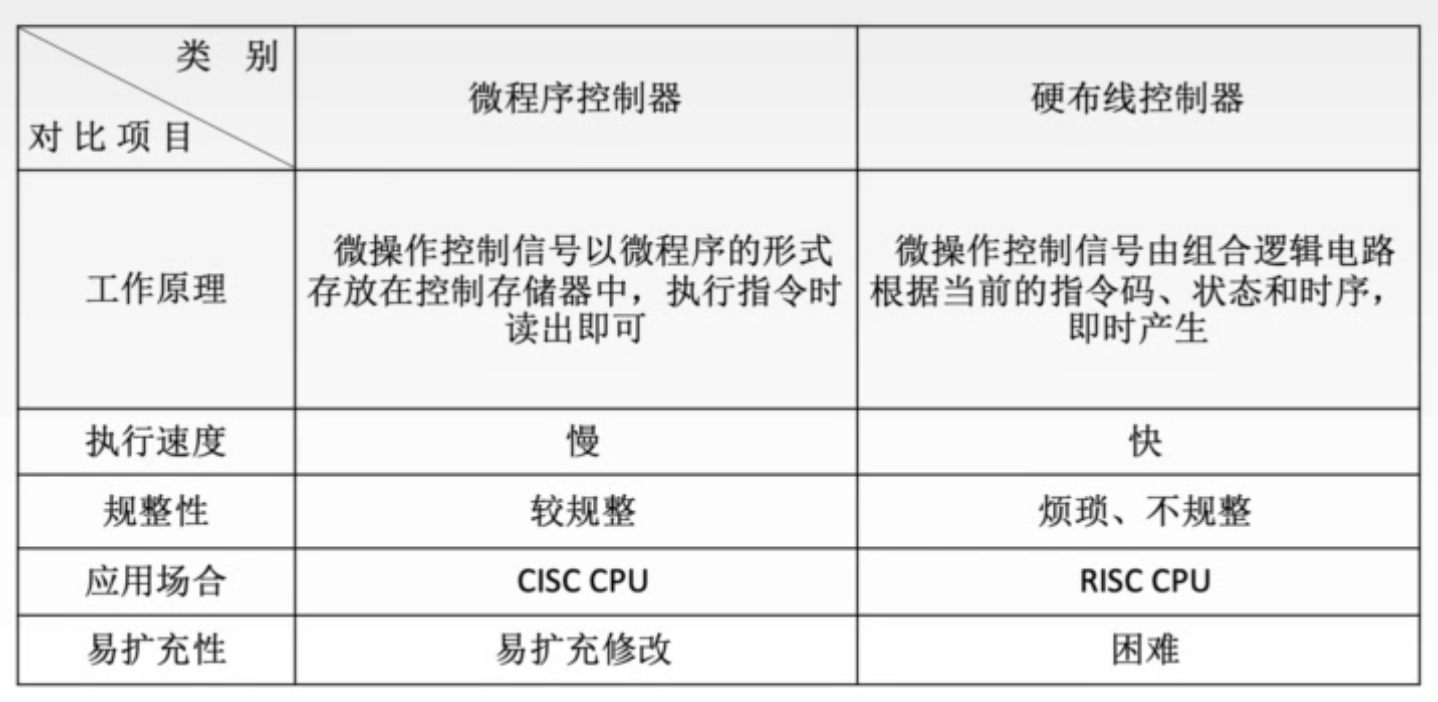 类 别
对比项目
微程序控制器
硬布线控制器
工作原理
微操作控制信号以微程序的形式
存放在控制存储器中，执行指令时
读出即可
微操作控制信号由组合逻辑电路
根据当前的指令码、状态和时序，
即时产生
执行速度
慢
快
规整性
较规整
烦琐、不规整
应用场合
CISC CPU
RISC CPU
易扩充性
易扩充修改
困难